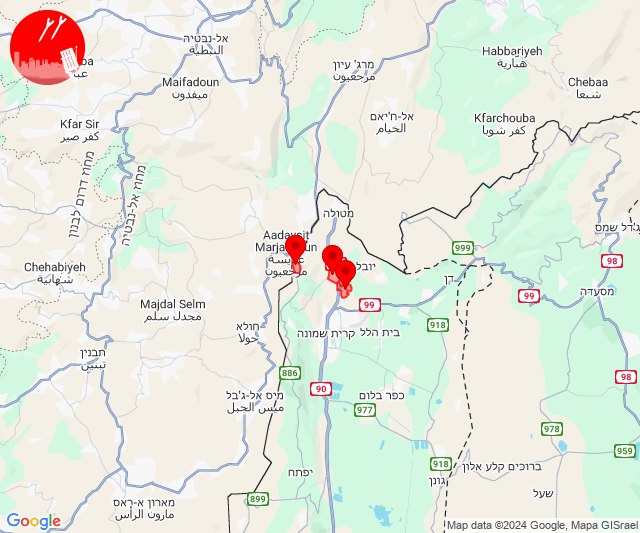 אל-נבטיה
النبطية
Habbariyeh
هبارية
מרג' עיון
مرجعيون
Maifadoun
ميفدون
Chebaa
شبعا
אל-ח'יאם
الخيام
Kfarchouba
كفر شوبا
Kfar Sir
كفر صير
מחוז דרום לבנון
מחוז אל-נבטיה
מטולה
Aadaysit
عديسة
مرجعيون
יובל
999
דן
מג'דל שמס
98
Chehabiyeh
شهابية
99
99
מסעדה
Majdal Selm
مجدل سلم
חולא
حولا
קרית שמונה
בית הלל
918
תבנין
تبنين
886
90
98
מיס אל-ג'בל
ميس الجبل
כפר בלום
977
978
959
יפתח
918
ברוכים קלע אלון
גונן
899
שעל
מארון א-ראס
مارون الراس
Google
Map data ©2024 Google, Mapa GISrael